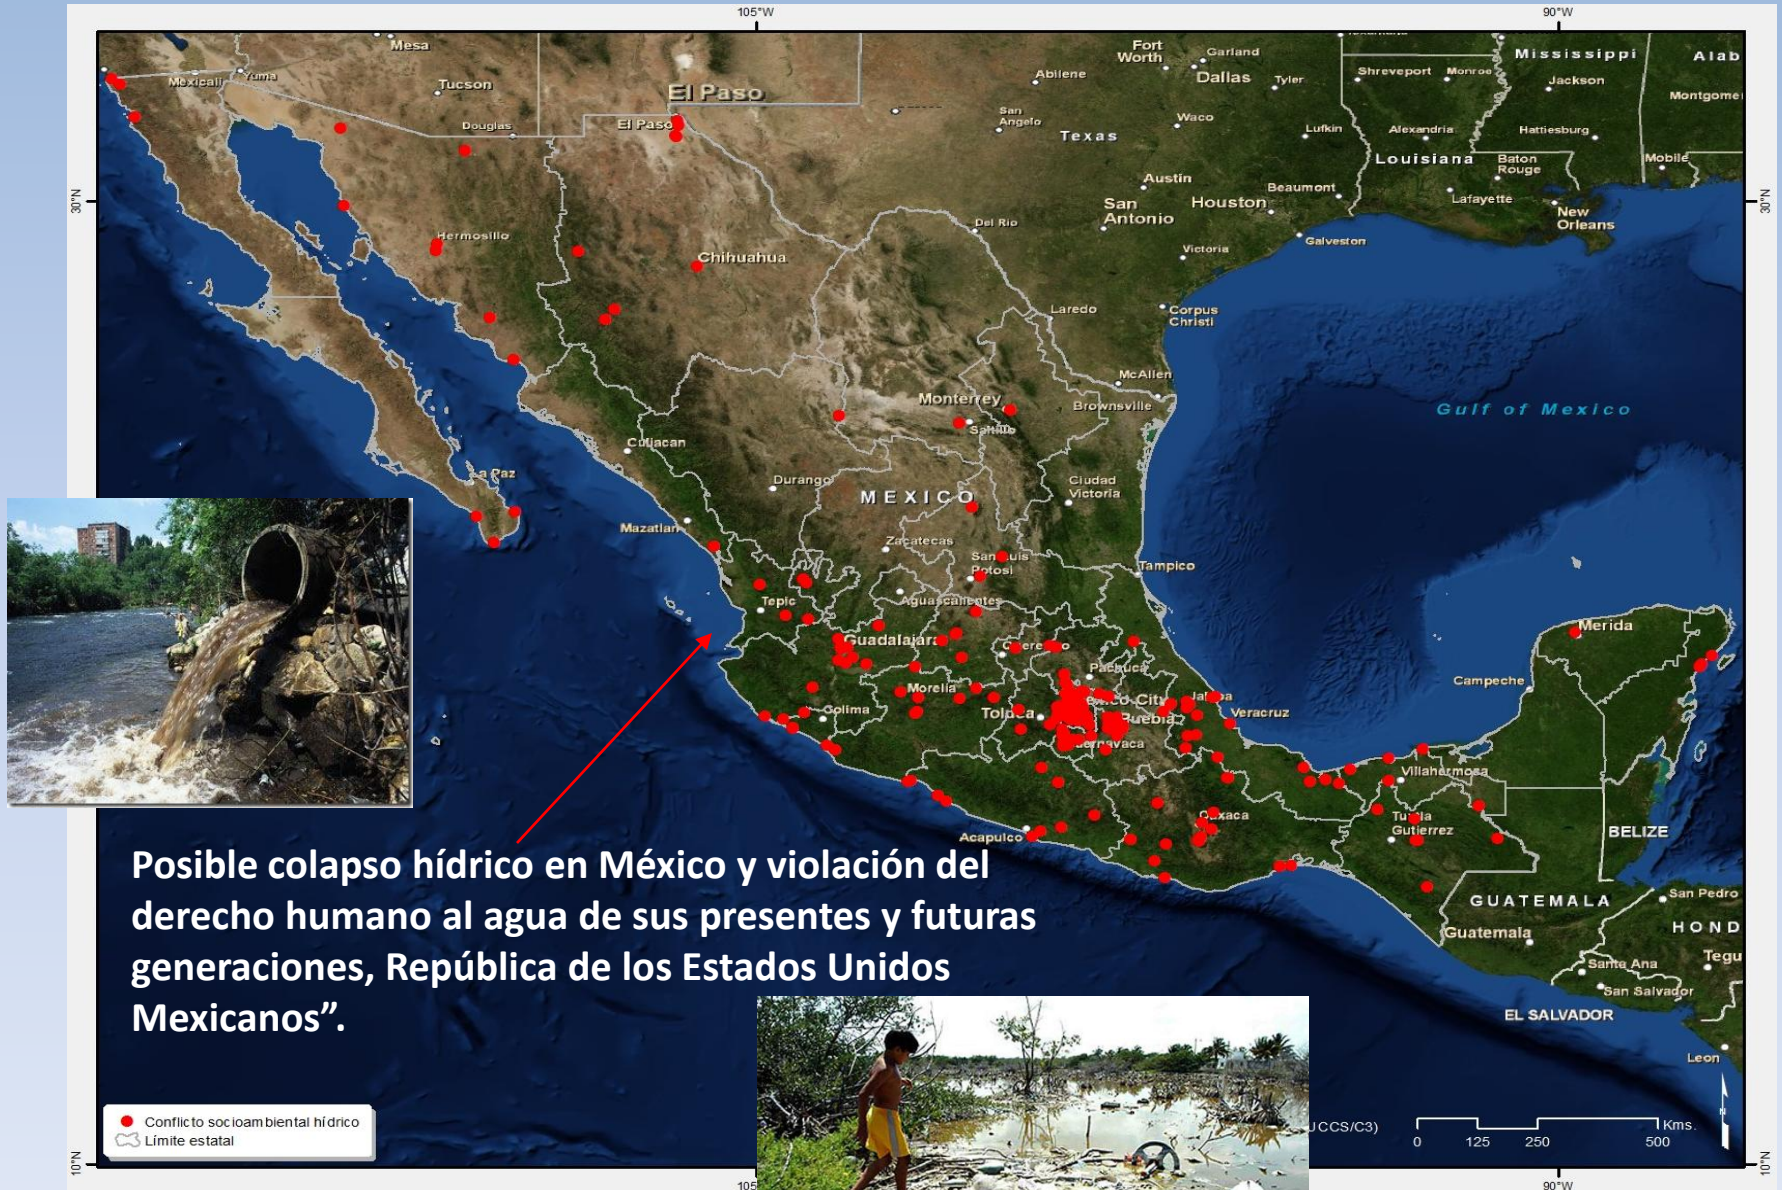 105°W
90°W
Mesa
Mexicali
Yuma
Tucson
El Paso
Douglas
El Paso
Abilene
Fort
Worth
Garland
Dallas
Tyler
Shreveport
Monroe
Mississippi
Alab
Jackson
Montgome
San
Angelo
Waco
Texas
Lufkin
Alexandria
Hattiesburg
Louisiana
Baton
Rouge
Mobile
Austin
Beaumont
Lafayette
San
Antonio
Houston
New
Orleans
30°N
30°N
Del Rio
Victoria
Galveston
Hermosillo
Chihuahua
Laredo
Corpus
Christi
McAllen
Monterrey
Brownsville
Gulf of Mexico
Saltillo
Culiacan
La Paz
Durango
MEXICO
Ciudad
Victoria
Mazatlan
Zacatecas
San Luis
Potosi
Tampico
Tepic
Aguascalientes
Guadalajara
Merida
Pachuca
Campeche
Morelia
Colima
Toluca
Puebla
Veracruz
Villahermosa
Oaxaca
Gutierrez
Acapulco
BELIZE
GUATEMALA
San Pedro
Guatemala
HOND
Tegu
Santa Ana
San Salvador
EL SALVADOR
Leon
Posible colapso hídrico en México y violación del
derecho humano al agua de sus presentes y futuras
generaciones, República de los Estados Unidos
Mexicanos”.
Conflicto socioambiental hídrico
Límite estatal
CCS/C3)
0 125 250 500
Kms.
N
10°N
10°N
105
90°W